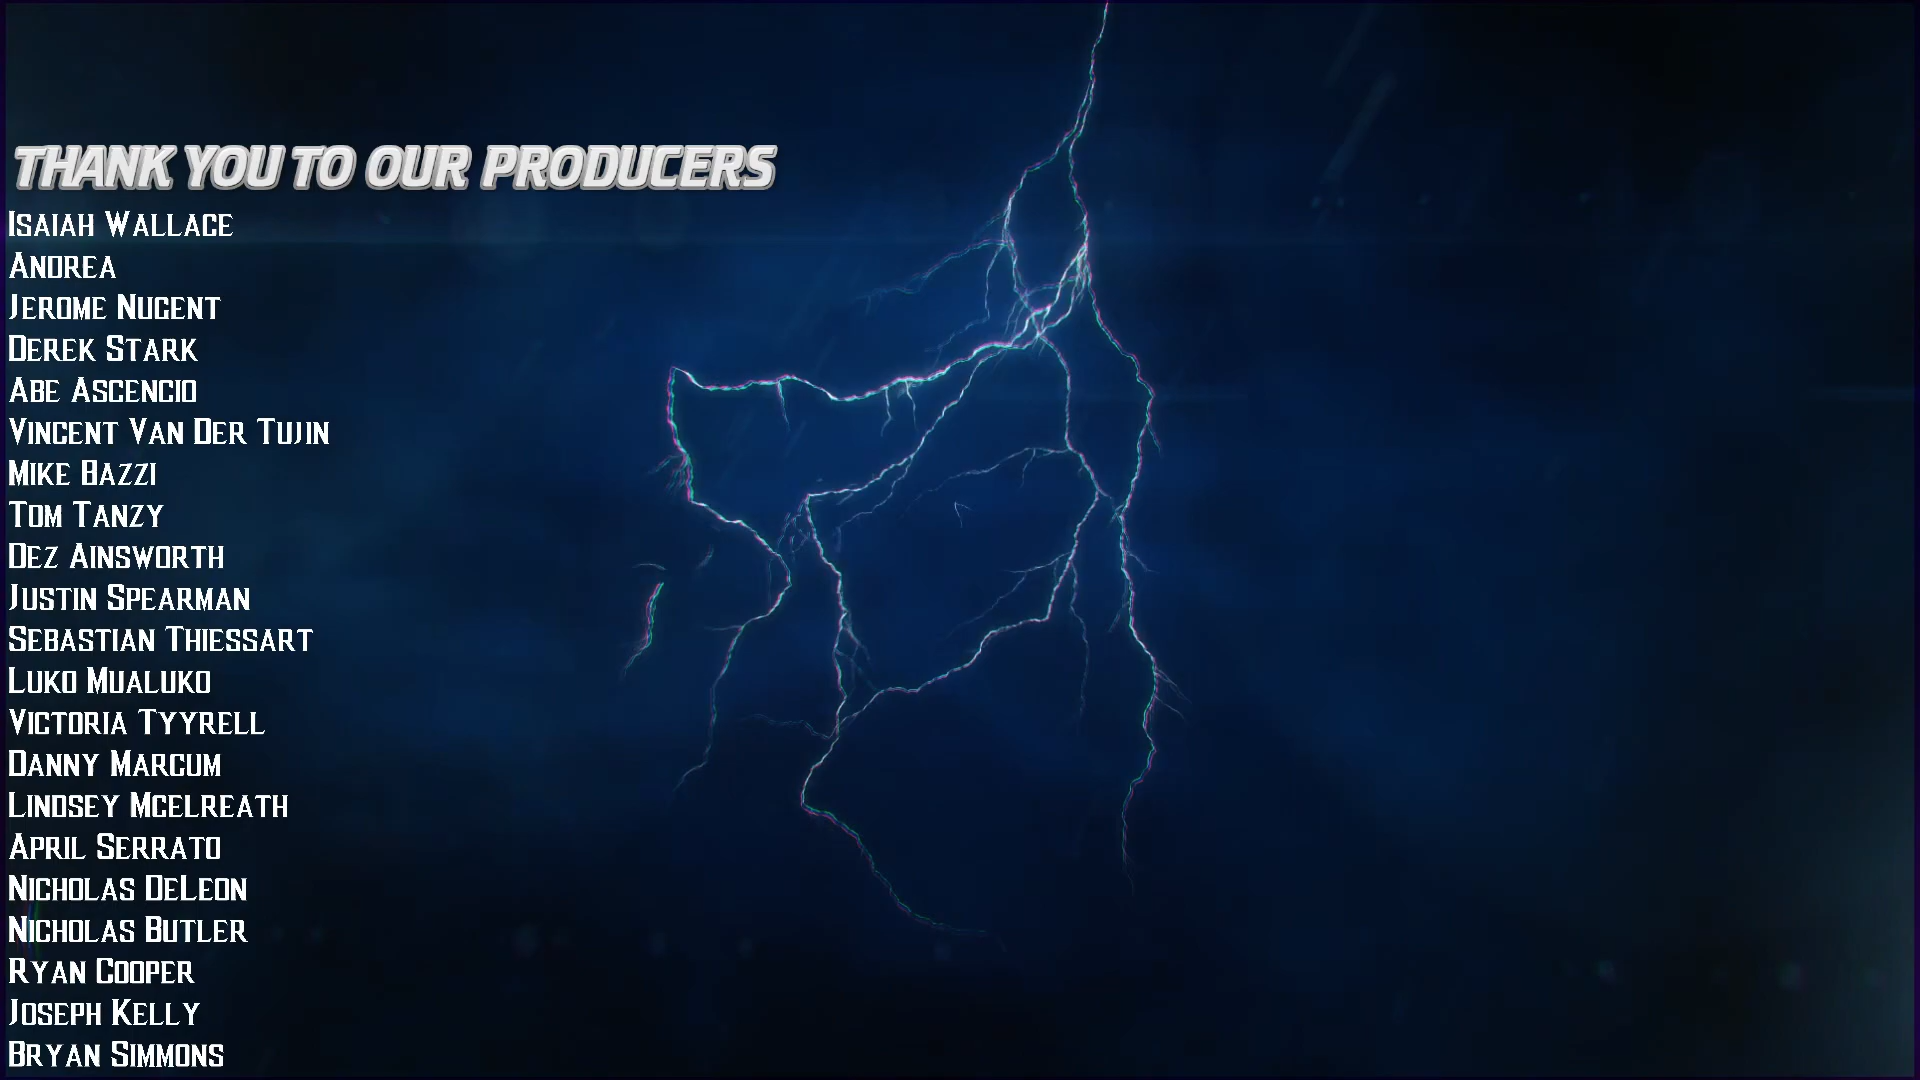 THANK YOU TO OUR PRODUCERS
Isaiah Wallace
Andrea
Jerome Nugent
Derek Stark
Abe Ascencio
Vincent Van Der Tujin
Mike Bazzi
Tom Tanzy
Dez Ainsworth
Justin Spearman
Sebastian Thiessart
Luko Mualuko
Victoria Tyyrell
Danny Marcum
Lindsey Mcelreath
April Serrato
Nicholas DeLeon
Nicholas Butler
Ryan Cooper
Joseph Kelly
Bryan Simmons